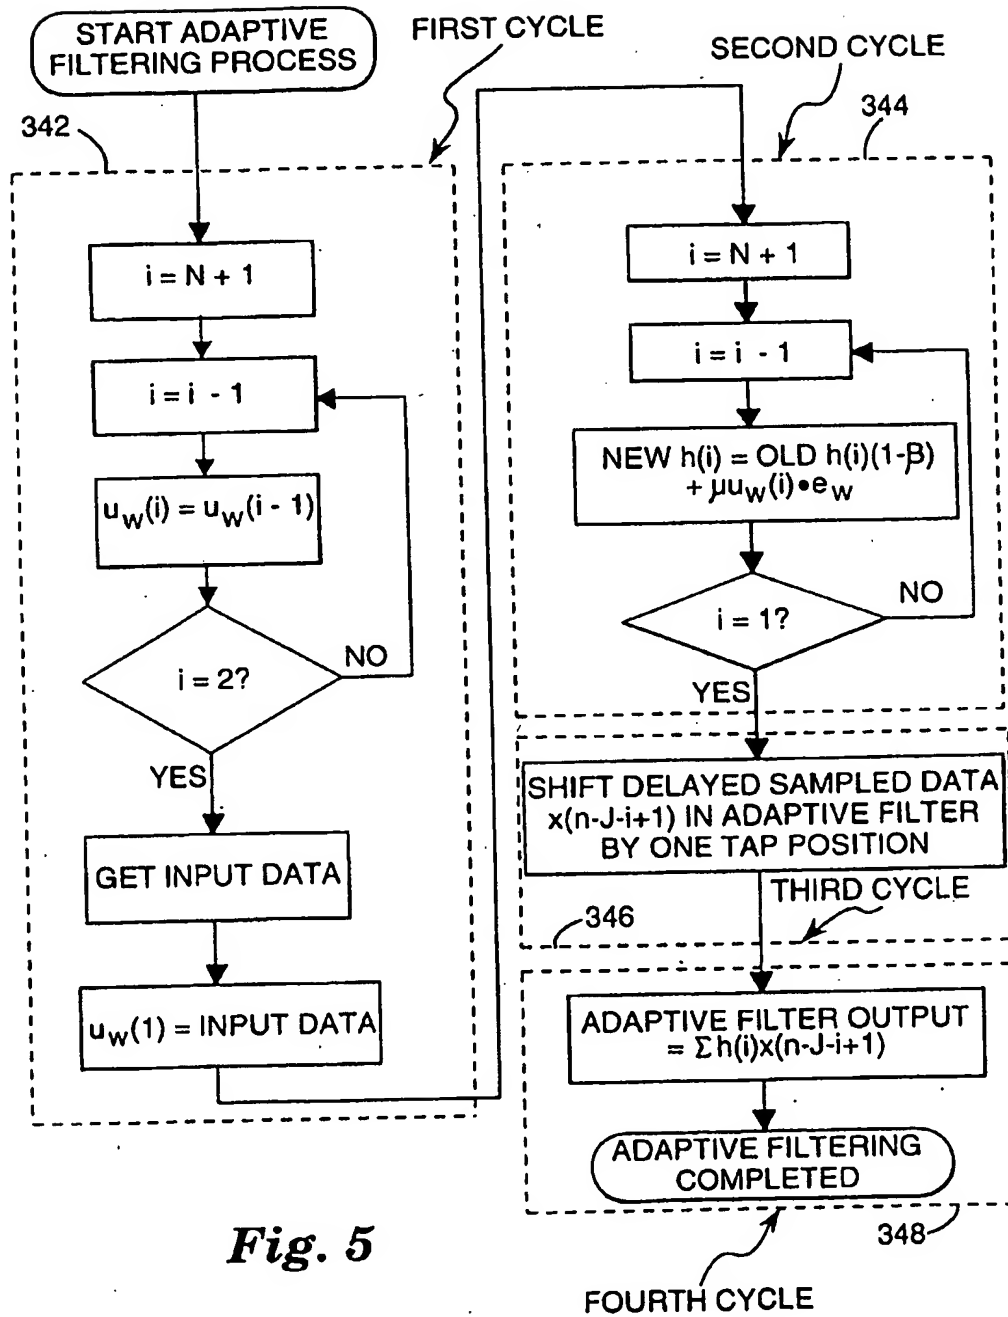 START ADAPTIVE
FILTERING PROCESS
FIRST CYCLE
342
i = N + 1
i = i - 1
u_w(i) = u_w(i - 1)
i = 2?
NO
YES
GET INPUT DATA
u_w(1) = INPUT DATA
SECOND CYCLE
344
i = N + 1
i = i - 1
NEW h(i) = OLD h(i)(1-β)
+ μu_w(i)•e_w
i = 1?
NO
YES
SHIFT DELAYED SAMPLED DATA
x(n-J-i+1) IN ADAPTIVE FILTER
BY ONE TAP POSITION
THIRD CYCLE
346
ADAPTIVE FILTER OUTPUT
= Σh(i)x(n-J-i+1)
ADAPTIVE FILTERING
COMPLETED
348
FOURTH CYCLE
Fig. 5